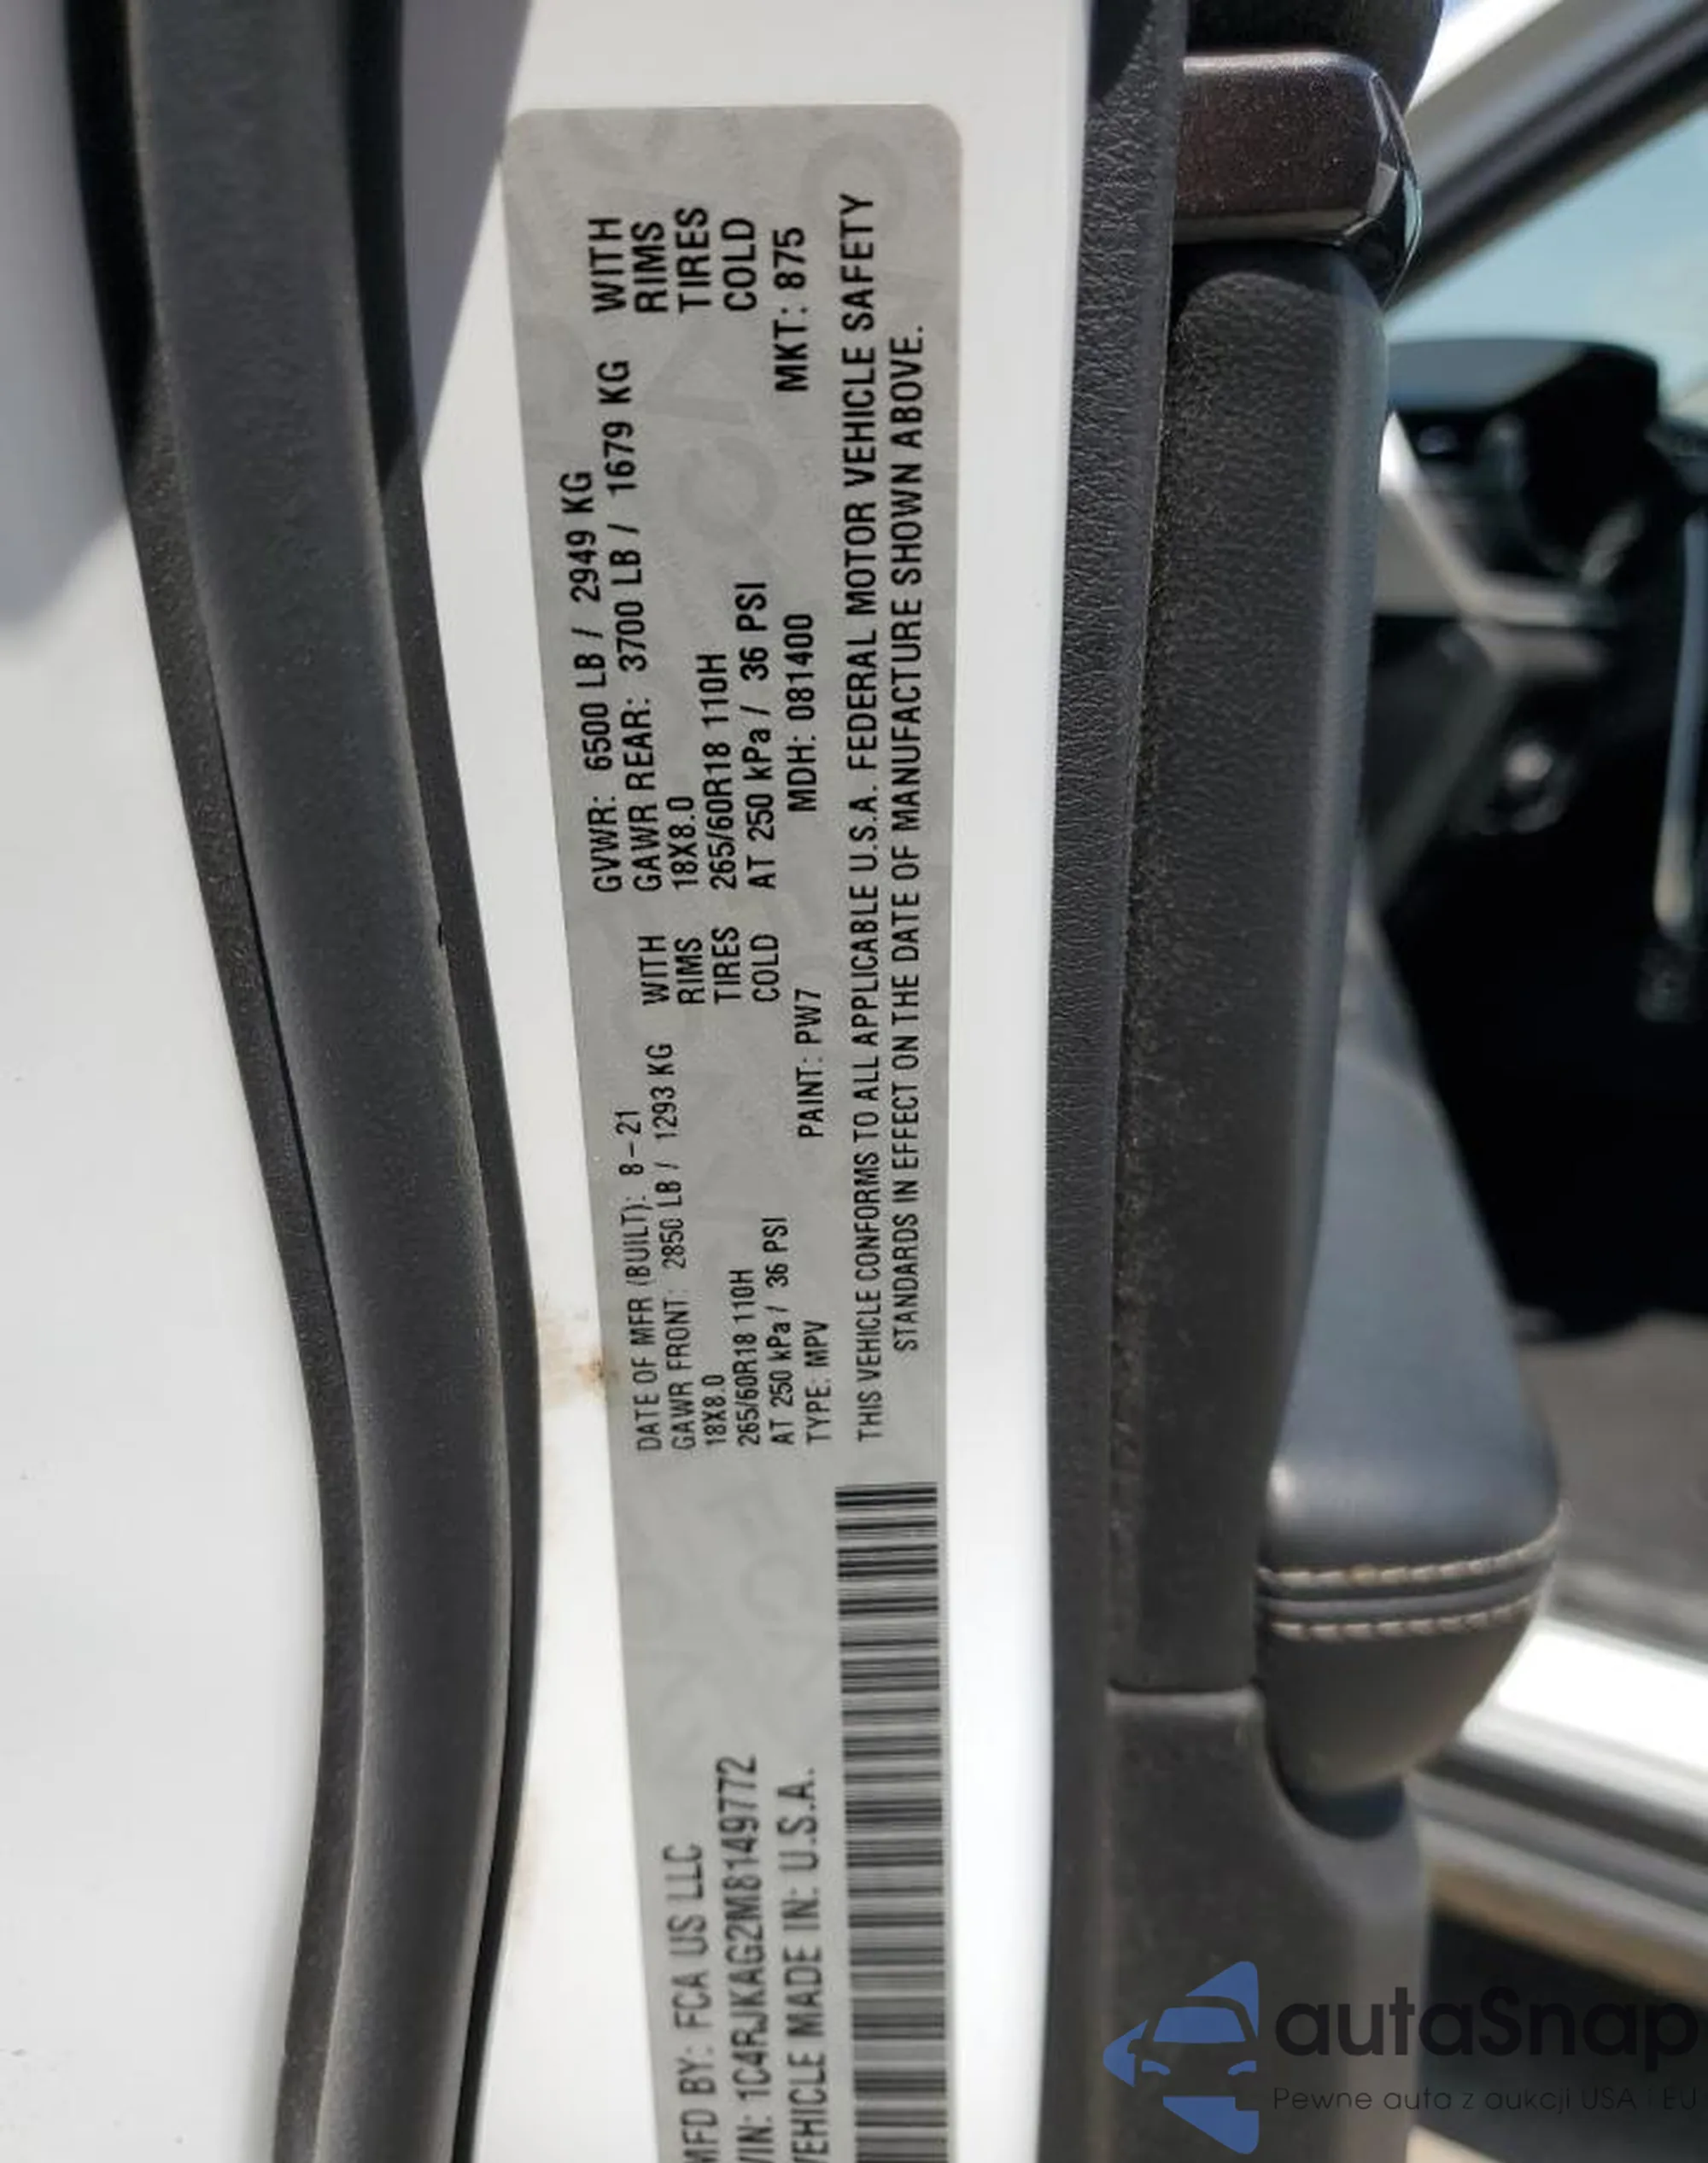 MFD BY: FCA US LLC
VIN: 1C4RJKAG2M8149772
VEHICLE MADE IN: U.S.A.
DATE OF MFR (BUILT): 8-21
GAWR FRONT: 2850 LB / 1293 KG WITH
18X8.0 RIMS
265/60R18 110H TIRES
AT 250 kPa / 36 PSI COLD
GVWR: 6500 LB / 2949 KG
GAWR REAR: 3700 LB / 1679 KG WITH
18X8.0 RIMS
265/60R18 110H TIRES
AT 250 kPa / 36 PSI COLD
TYPE: MPV PAINT: PW7 MDH: 081400 MKT: 875
THIS VEHICLE CONFORMS TO ALL APPLICABLE U.S.A. FEDERAL MOTOR VEHICLE SAFETY
STANDARDS IN EFFECT ON THE DATE OF MANUFACTURE SHOWN ABOVE.
autaSnap
Pewne auta z aukcji USA i EU